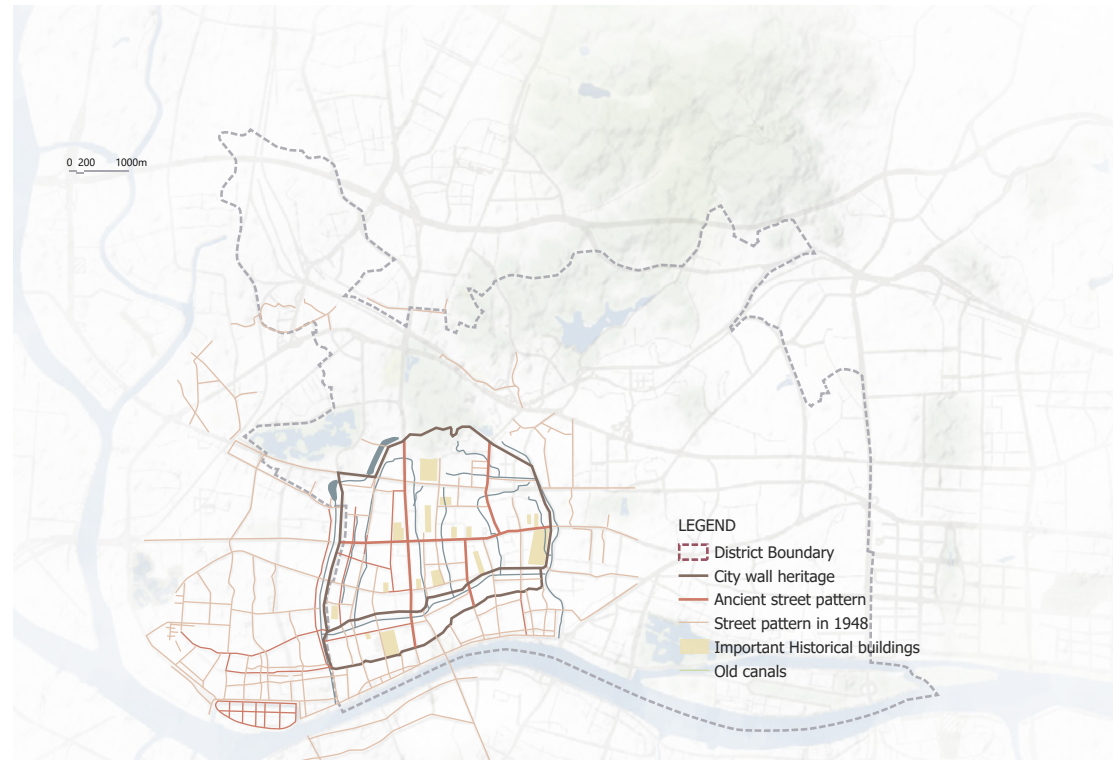 0 200 1000m
LEGEND
District Boundary
City wall heritage
Ancient street pattern
Street pattern in 1948
Important Historical buildings
Old canals